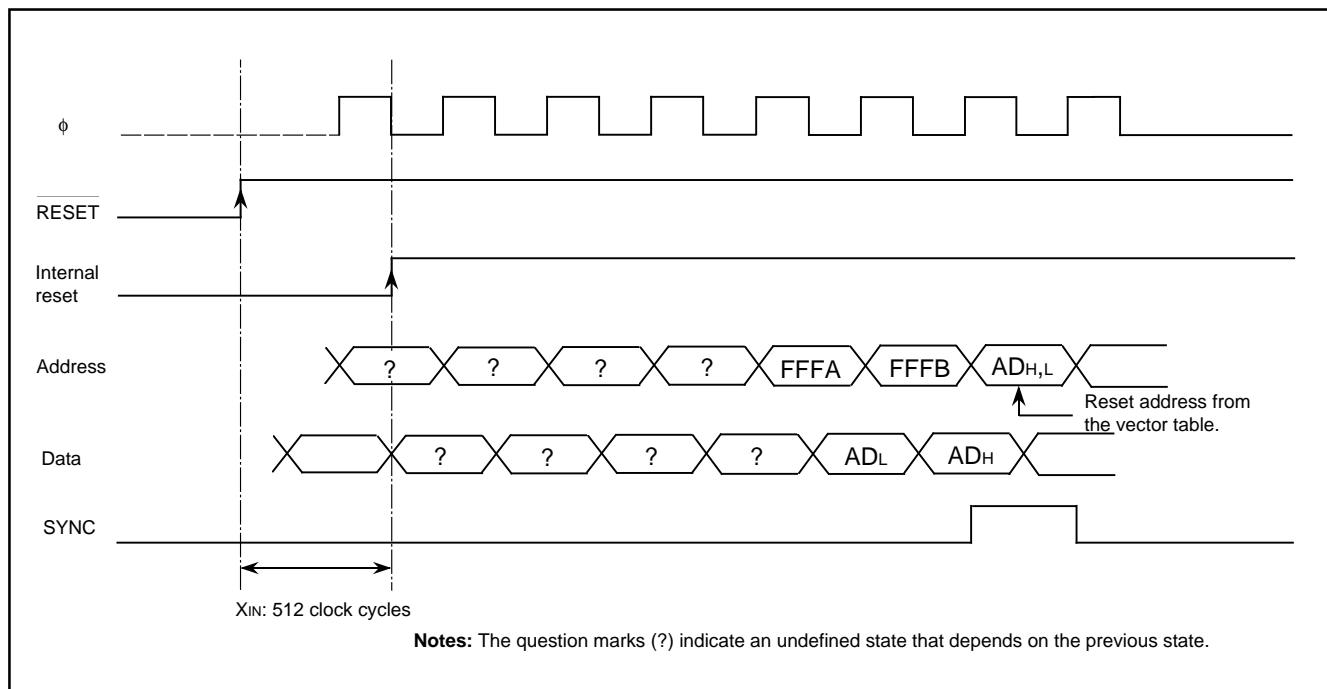 ϕ
RESET
Internal
reset
Address
? ? ? ? FFFA FFFB ADH,L
Reset address from
the vector table.
Data
? ? ? ? ADL ADH
SYNC
XIN: 512 clock cycles
Notes: The question marks (?) indicate an undefined state that depends on the previous state.